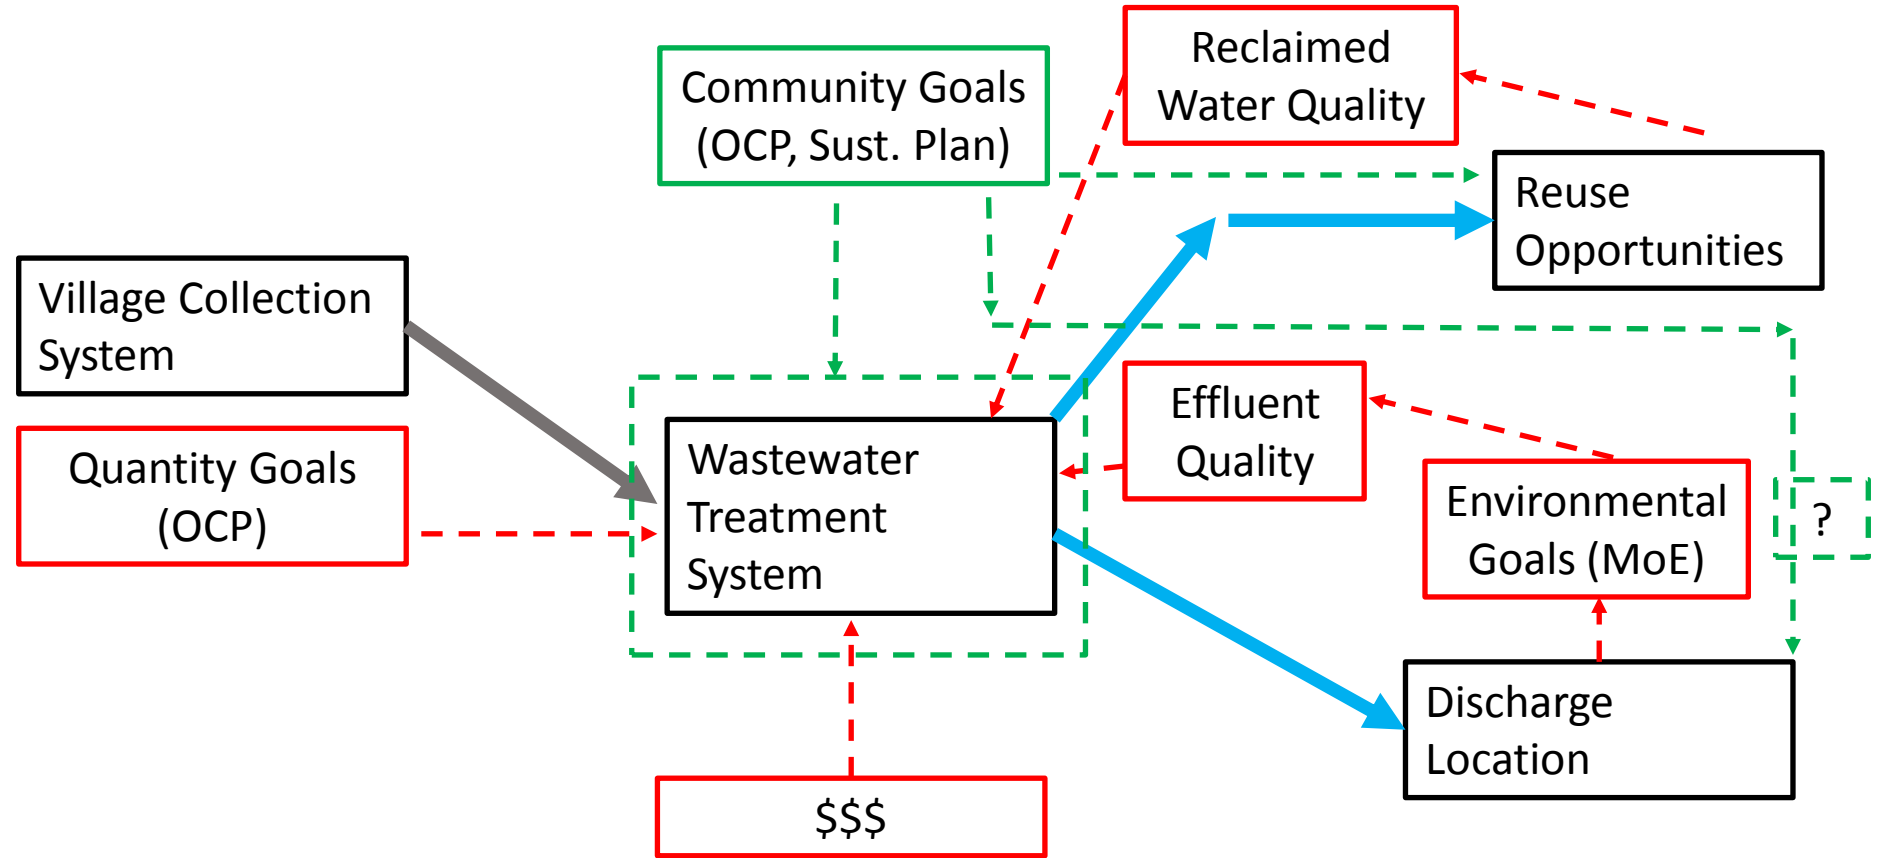 Reclaimed
Water Quality
Community Goals
(OCP, Sust. Plan)
Reuse
Opportunities
Village Collection
System
Effluent
Quality
Quantity Goals
(OCP)
Wastewater
Treatment
System
Environmental
Goals (MoE)
?
Discharge
Location
$$$